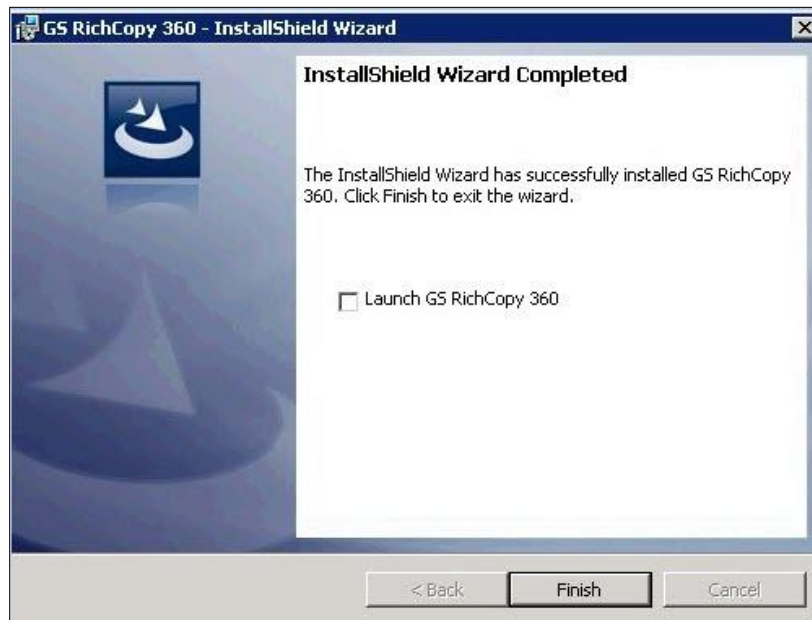 GS RichCopy 360 - InstallShield Wizard
InstallShield Wizard Completed
The InstallShield Wizard has successfully installed GS RichCopy
360. Click Finish to exit the wizard.
Launch GS RichCopy 360
< Back Finish Cancel